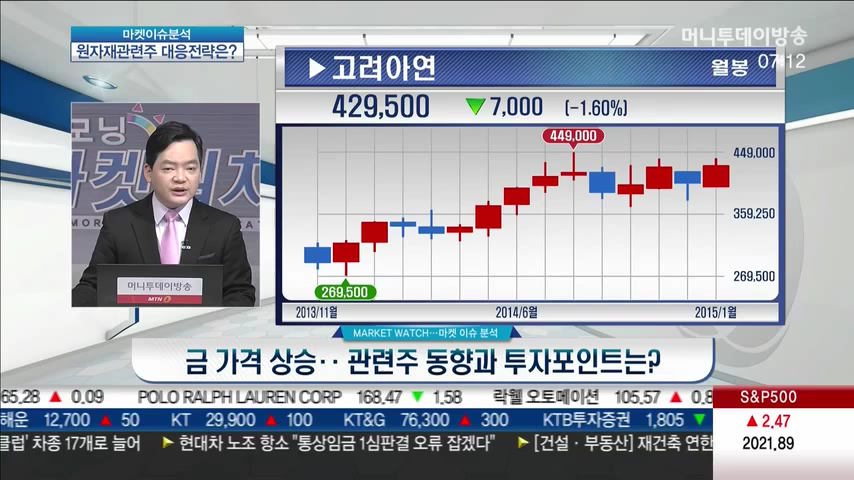 마켓이슈분석
원자재관련주 대응전략은?
머니투데이방송
07:12
▶고려아연
월봉
429,500 ▼7,000 (-1.60%)
449,000
449,000
359,250
269,500
269,500
2013/11월 2014/6월 2015/1월
모닝
마켓워치
머니투데이방송
MTN
MARKET WATCH…마켓 이슈 분석
금 가격 상승‥ 관련주 동향과 투자포인트는?
65,28 ▲ 0,09 POLO RALPH LAUREN CORP 168,47 ▼ 1,58 락웰 오토메이션 105,57 ▲ 0,8
해운 12,700 ▲ 50 KT 29,900 ▲ 100 KT&G 76,300 ▲ 300 KTB투자증권 1,805 ▼
클럽' 차종 17개로 늘어 ▶ 현대차 노조 항소 "통상임금 1심판결 오류 잡겠다" ▶ [건설ㆍ부동산] 재건축 연한
S&P500
▲2,47
2021,89